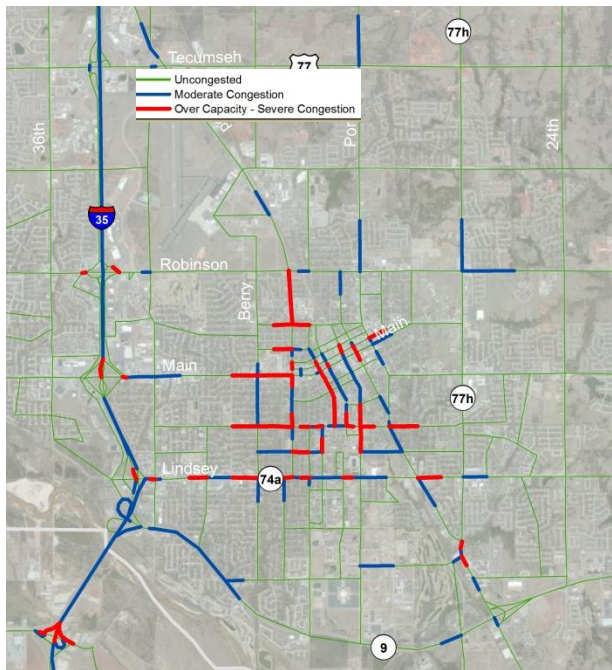 Tecumseh
77
77h
Uncongested
Moderate Congestion
Over Capacity - Severe Congestion
36th
Por
24th
35
Robinson
Berry
Main
Main
77h
Lindsey
74a
9